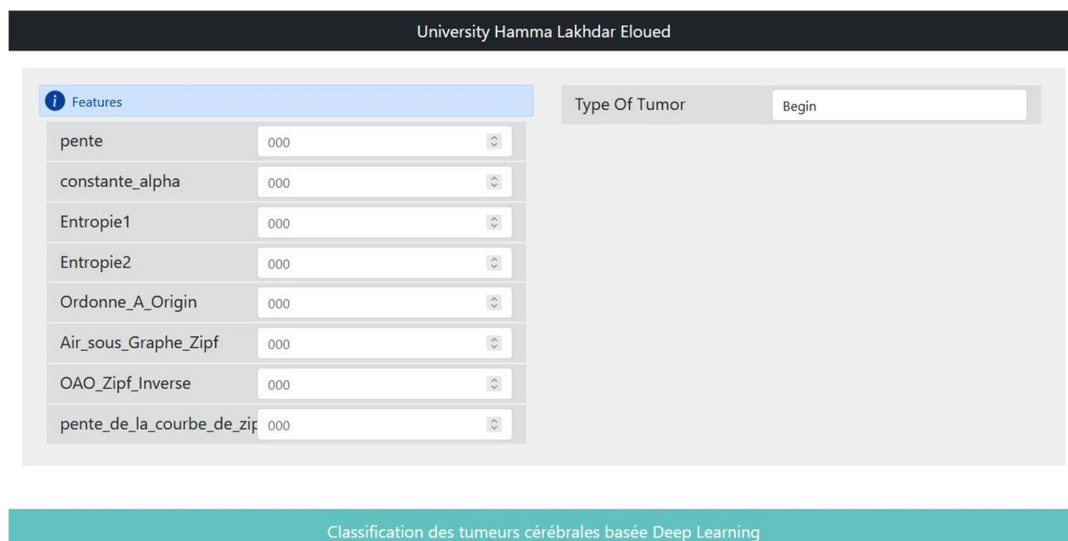 University Hamma Lakhdar Eloued
Features
pente 000
constante_alpha 000
Entropie1 000
Entropie2 000
Ordonne_A_Origin 000
Air_sous_Graphe_Zipf 000
OAO_Zipf_Inverse 000
pente_de_la_courbe_de_zip 000
Type Of Tumor Begin
Classification des tumeurs cérébrales basée Deep Learning